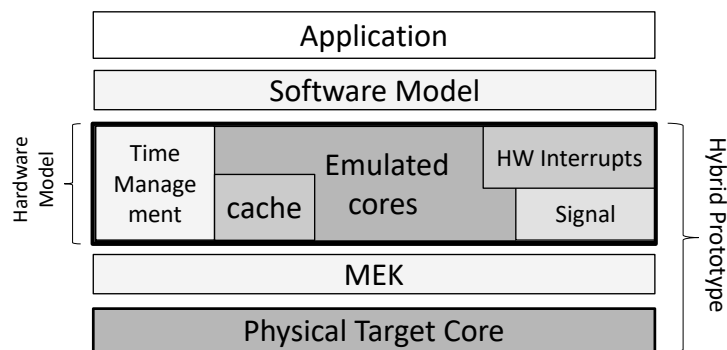 Application
Software Model
Hardware
Model
Time
Manage
ment
cache
Emulated
cores
HW Interrupts
Signal
Hybrid Prototype
MEK
Physical Target Core